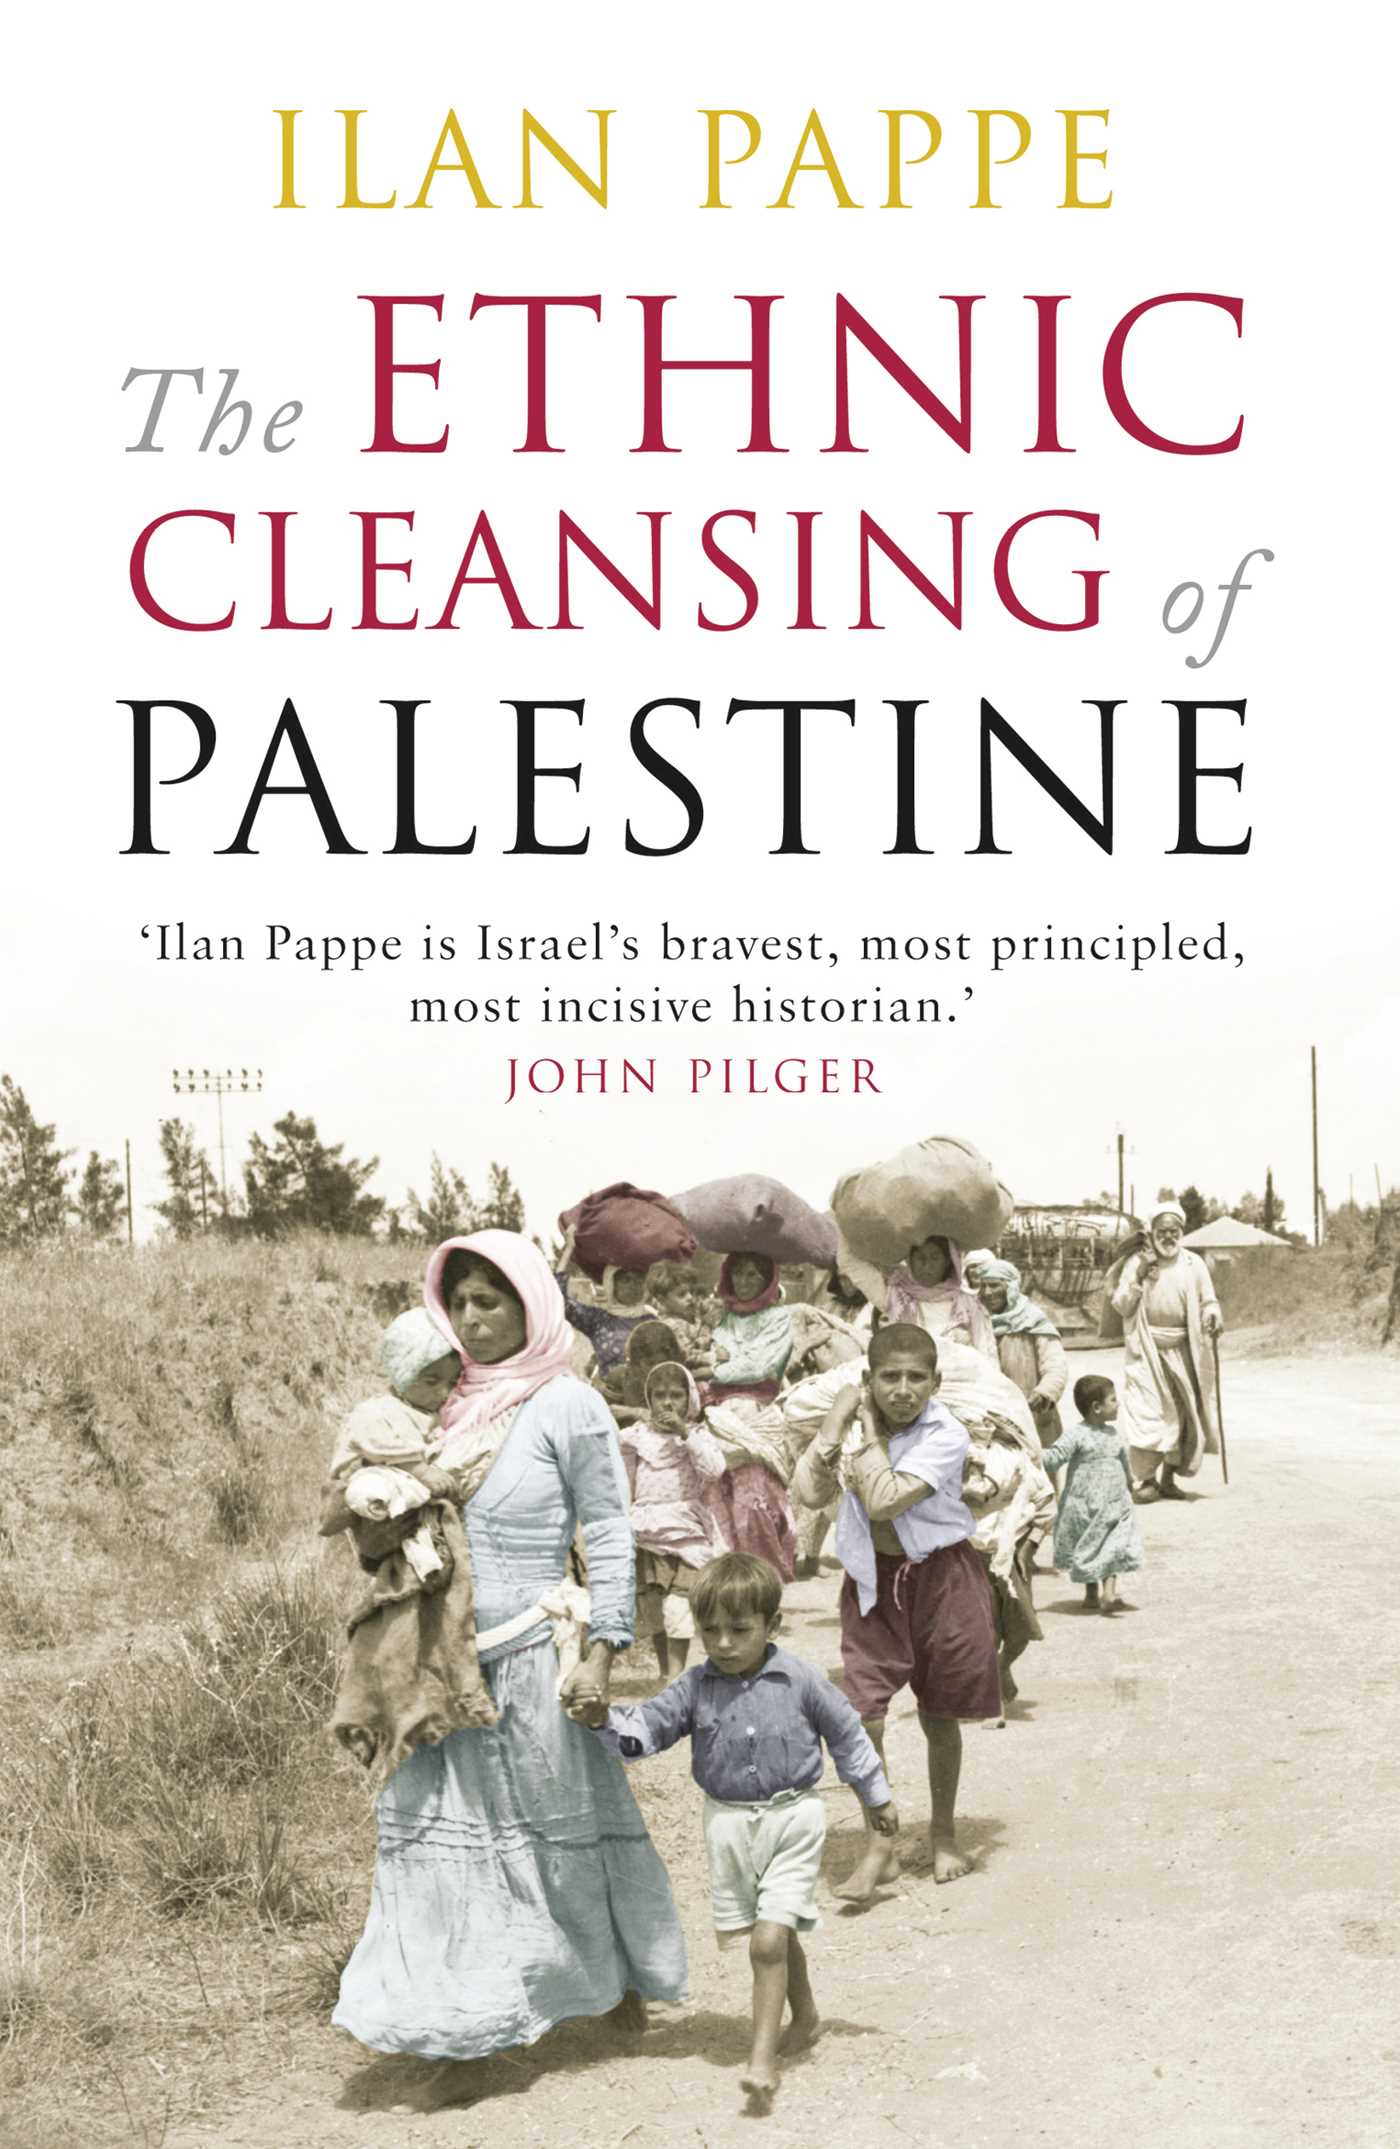 ILAN PAPPE
The ETHNIC
CLEANSING of
PALESTINE
‘Ilan Pappe is Israel’s bravest, most principled,
most incisive historian.’
JOHN PILGER